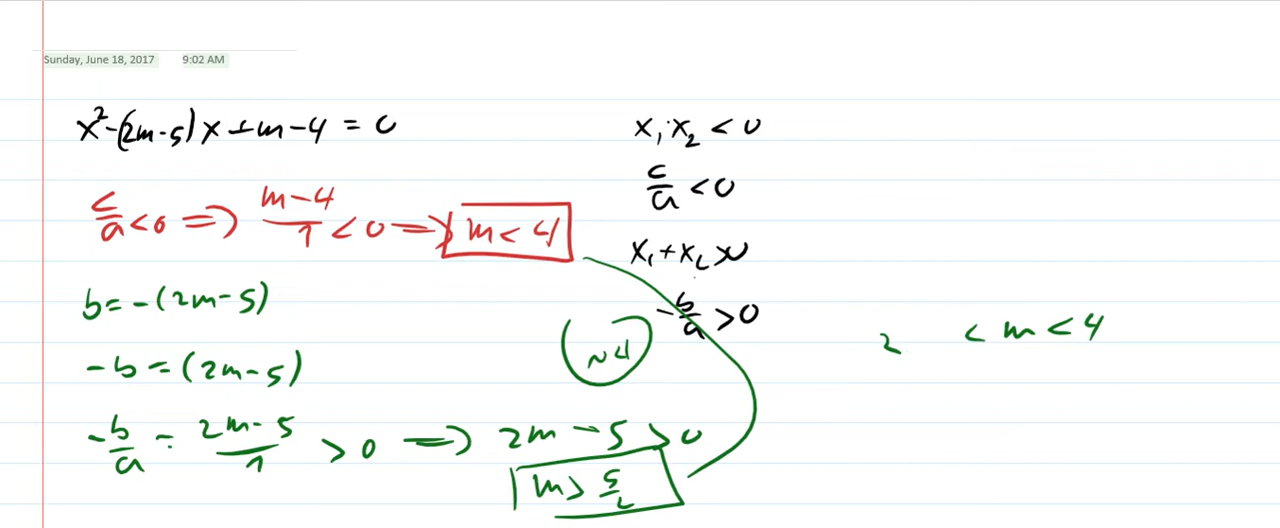 Sunday, June 18, 2017 9:02 AM
x²-(2m-5)x+m-4=0
c/a<0 => m-4/1<0 => m<4
b=-(2m-5)
-b=(2m-5)
-b/a=2m-5/1>0 => 2m-5>0
m>5/2
x₁·x₂<0
c/a<0
x₁+x₂>0
-b/a>0
2 <m<4